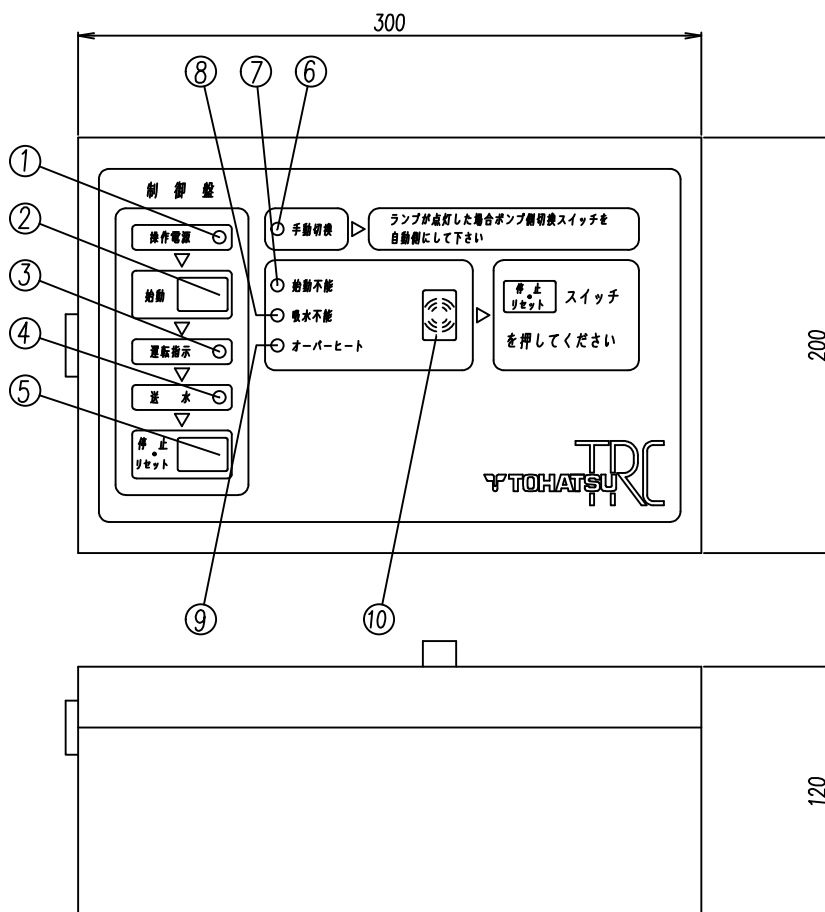 300
⑧ ⑦ ⑥
①
②
③
④
⑤
制御盤
操作電源
始動
運転指示
送水
停止
・
リセット
手動切換
ランプが点灯した場合ポンプ側切換スイッチを
自動側にして下さい
始動不能
吸水不能
オーバーヒート
停止
・
リセット
スイッチ
を押してください
TRC
TOHATSU
200
⑨ ⑩
120